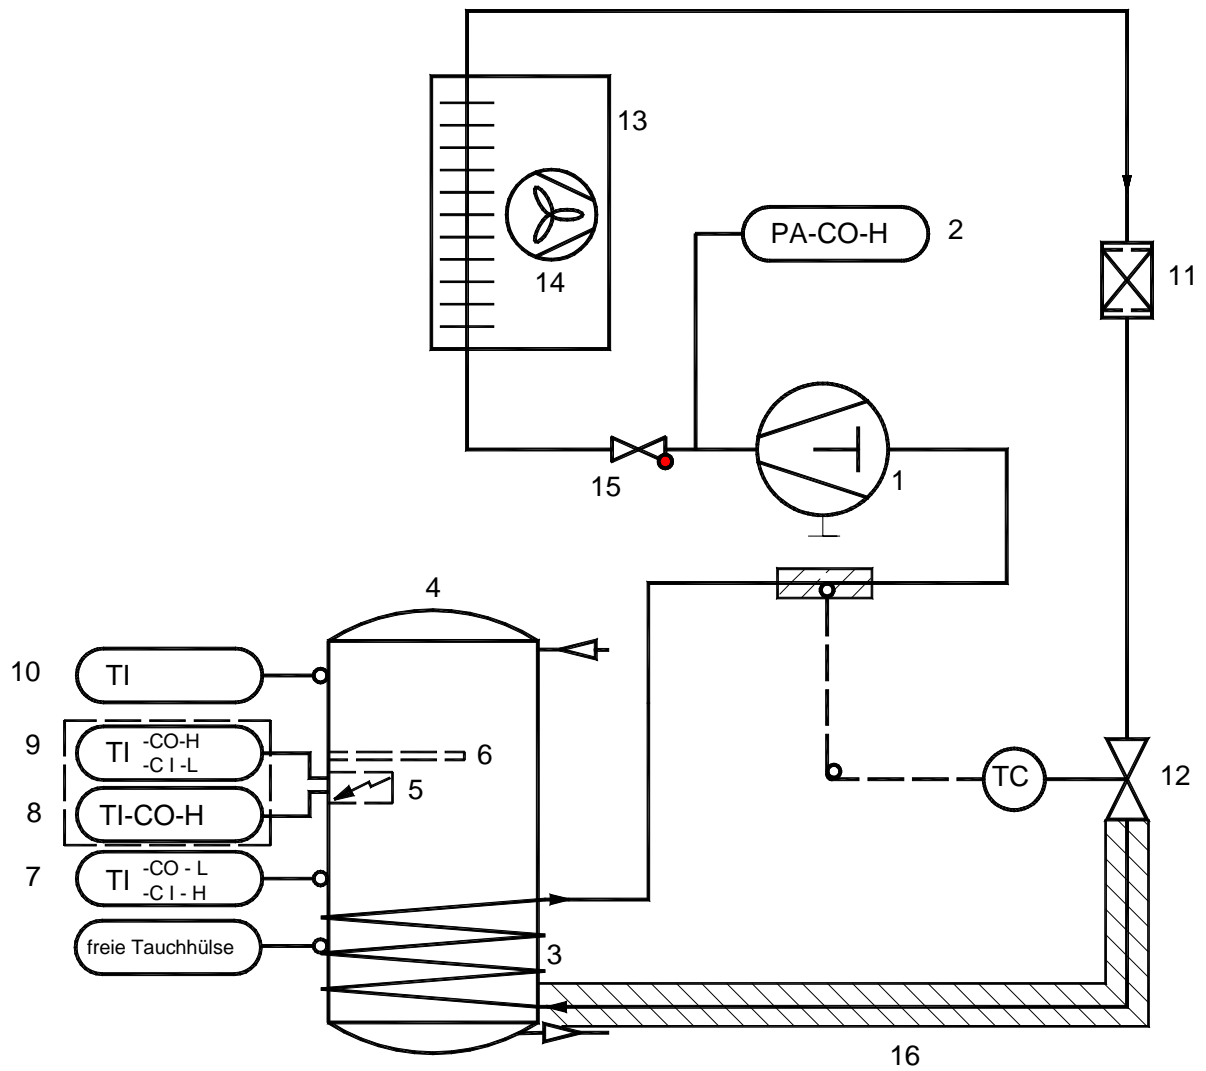 13
PA-CO-H
2
14
11
15
1
4
10
TI
9
TI -CO-H
-C I -L
6
5
8
TI-CO-H
TC
12
7
TI -CO - L
-C I - H
freie Tauchhülse
3
16